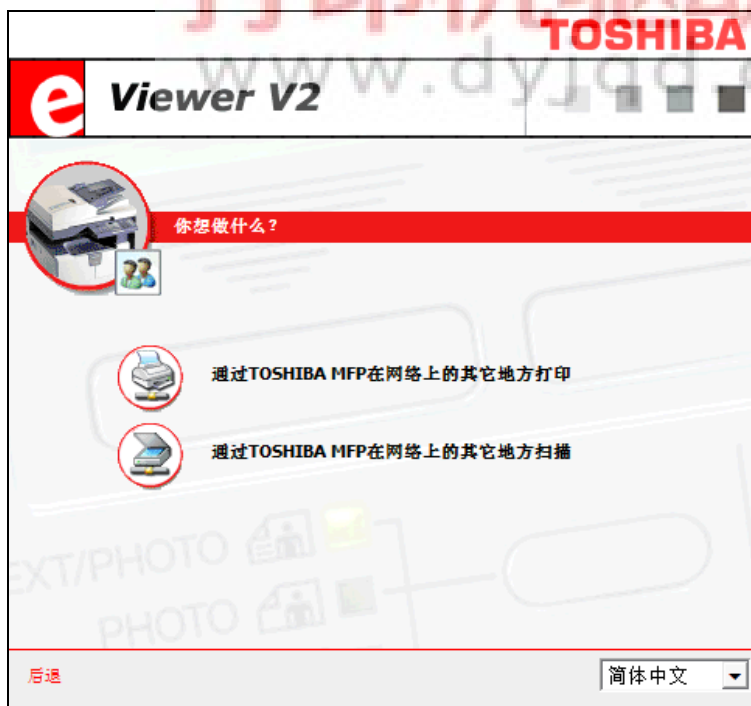 TOSHIBA
e Viewer V2
www.dyjqd.
你想做什么?
通过TOSHIBA MFP在网络上的其它地方打印
通过TOSHIBA MFP在网络上的其它地方扫描
EXT/PHOTO
PHOTO
后退
简体中文